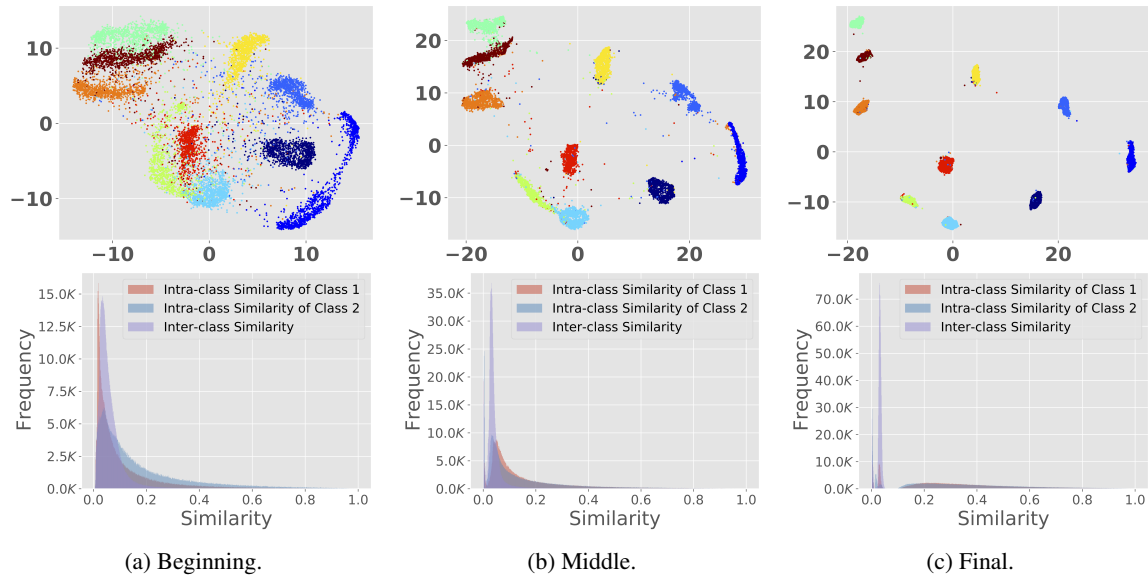 10
0
−10
−10
0
10
20
10
0
−10
−20
0
20
20
10
0
−10
−20
0
20
15.0K
12.5K
10.0K
7.5K
5.0K
2.5K
0.0K
Frequency
Intra-class Similarity of Class 1
Intra-class Similarity of Class 2
Inter-class Similarity
0.0 0.2 0.4 0.6 0.8 1.0
Similarity
35.0K
30.0K
25.0K
20.0K
15.0K
10.0K
5.0K
0.0K
Frequency
Intra-class Similarity of Class 1
Intra-class Similarity of Class 2
Inter-class Similarity
0.0 0.2 0.4 0.6 0.8 1.0
Similarity
70.0K
60.0K
50.0K
40.0K
30.0K
20.0K
10.0K
0.0K
Frequency
Intra-class Similarity of Class 1
Intra-class Similarity of Class 2
Inter-class Similarity
0.0 0.2 0.4 0.6 0.8 1.0
Similarity
(a) Beginning.
(b) Middle.
(c) Final.